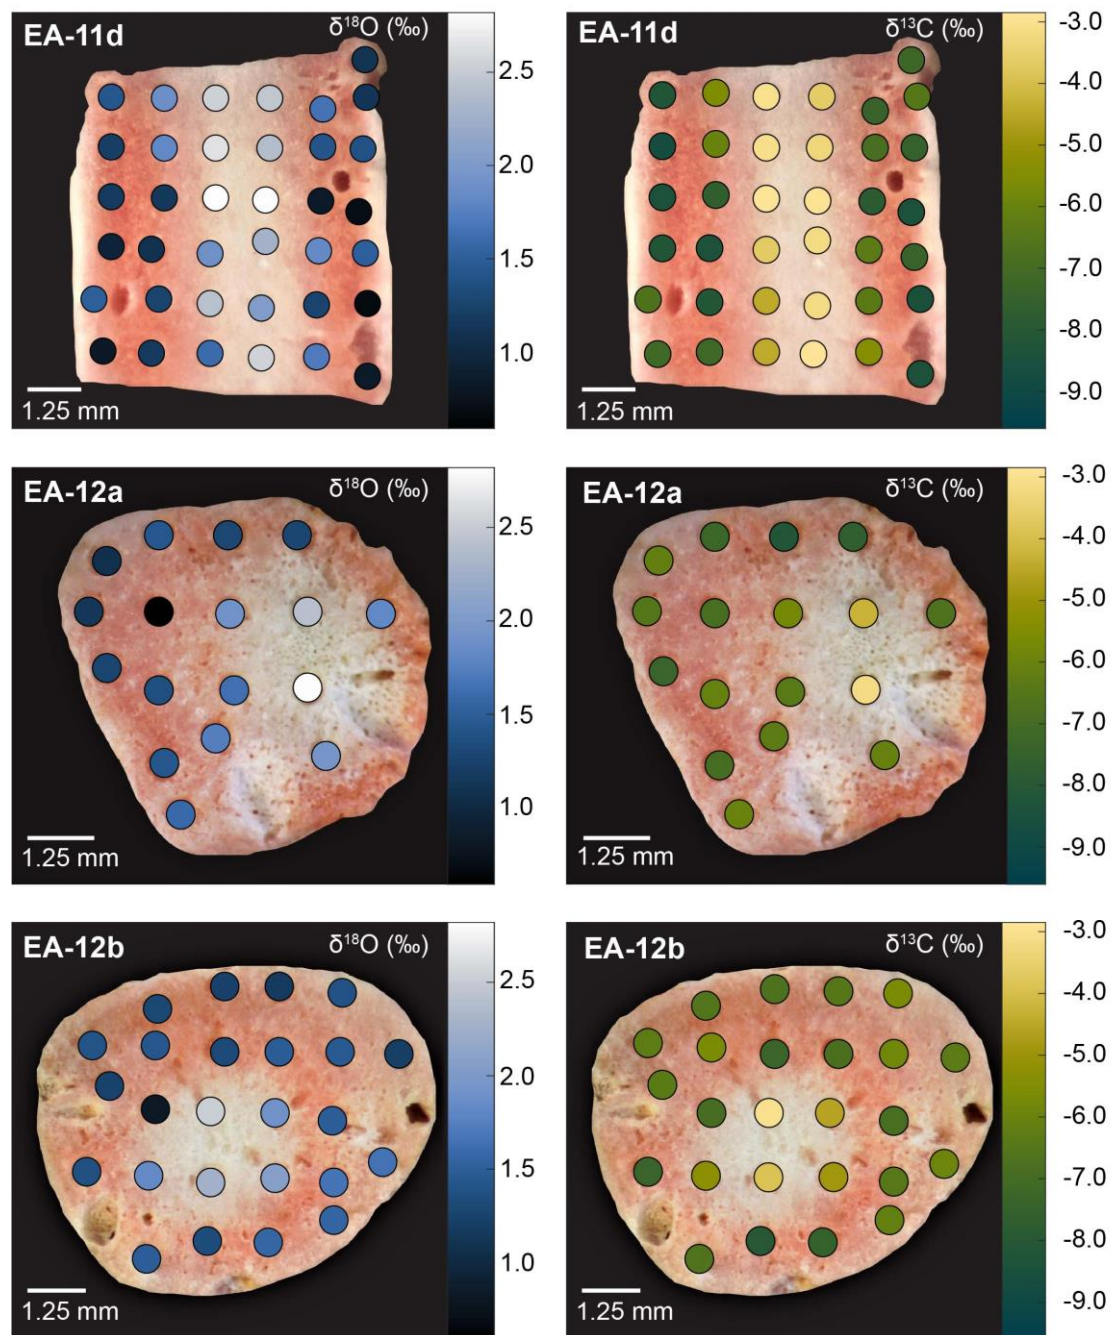 EA-11d δ¹⁸O (‰)
2.5
2.0
1.5
1.0
1.25 mm
EA-11d δ¹³C (‰)
-3.0
-4.0
-5.0
-6.0
-7.0
-8.0
-9.0
1.25 mm
EA-12a δ¹⁸O (‰)
2.5
2.0
1.5
1.0
1.25 mm
EA-12a δ¹³C (‰)
-3.0
-4.0
-5.0
-6.0
-7.0
-8.0
-9.0
1.25 mm
EA-12b δ¹⁸O (‰)
2.5
2.0
1.5
1.0
1.25 mm
EA-12b δ¹³C (‰)
-3.0
-4.0
-5.0
-6.0
-7.0
-8.0
-9.0
1.25 mm